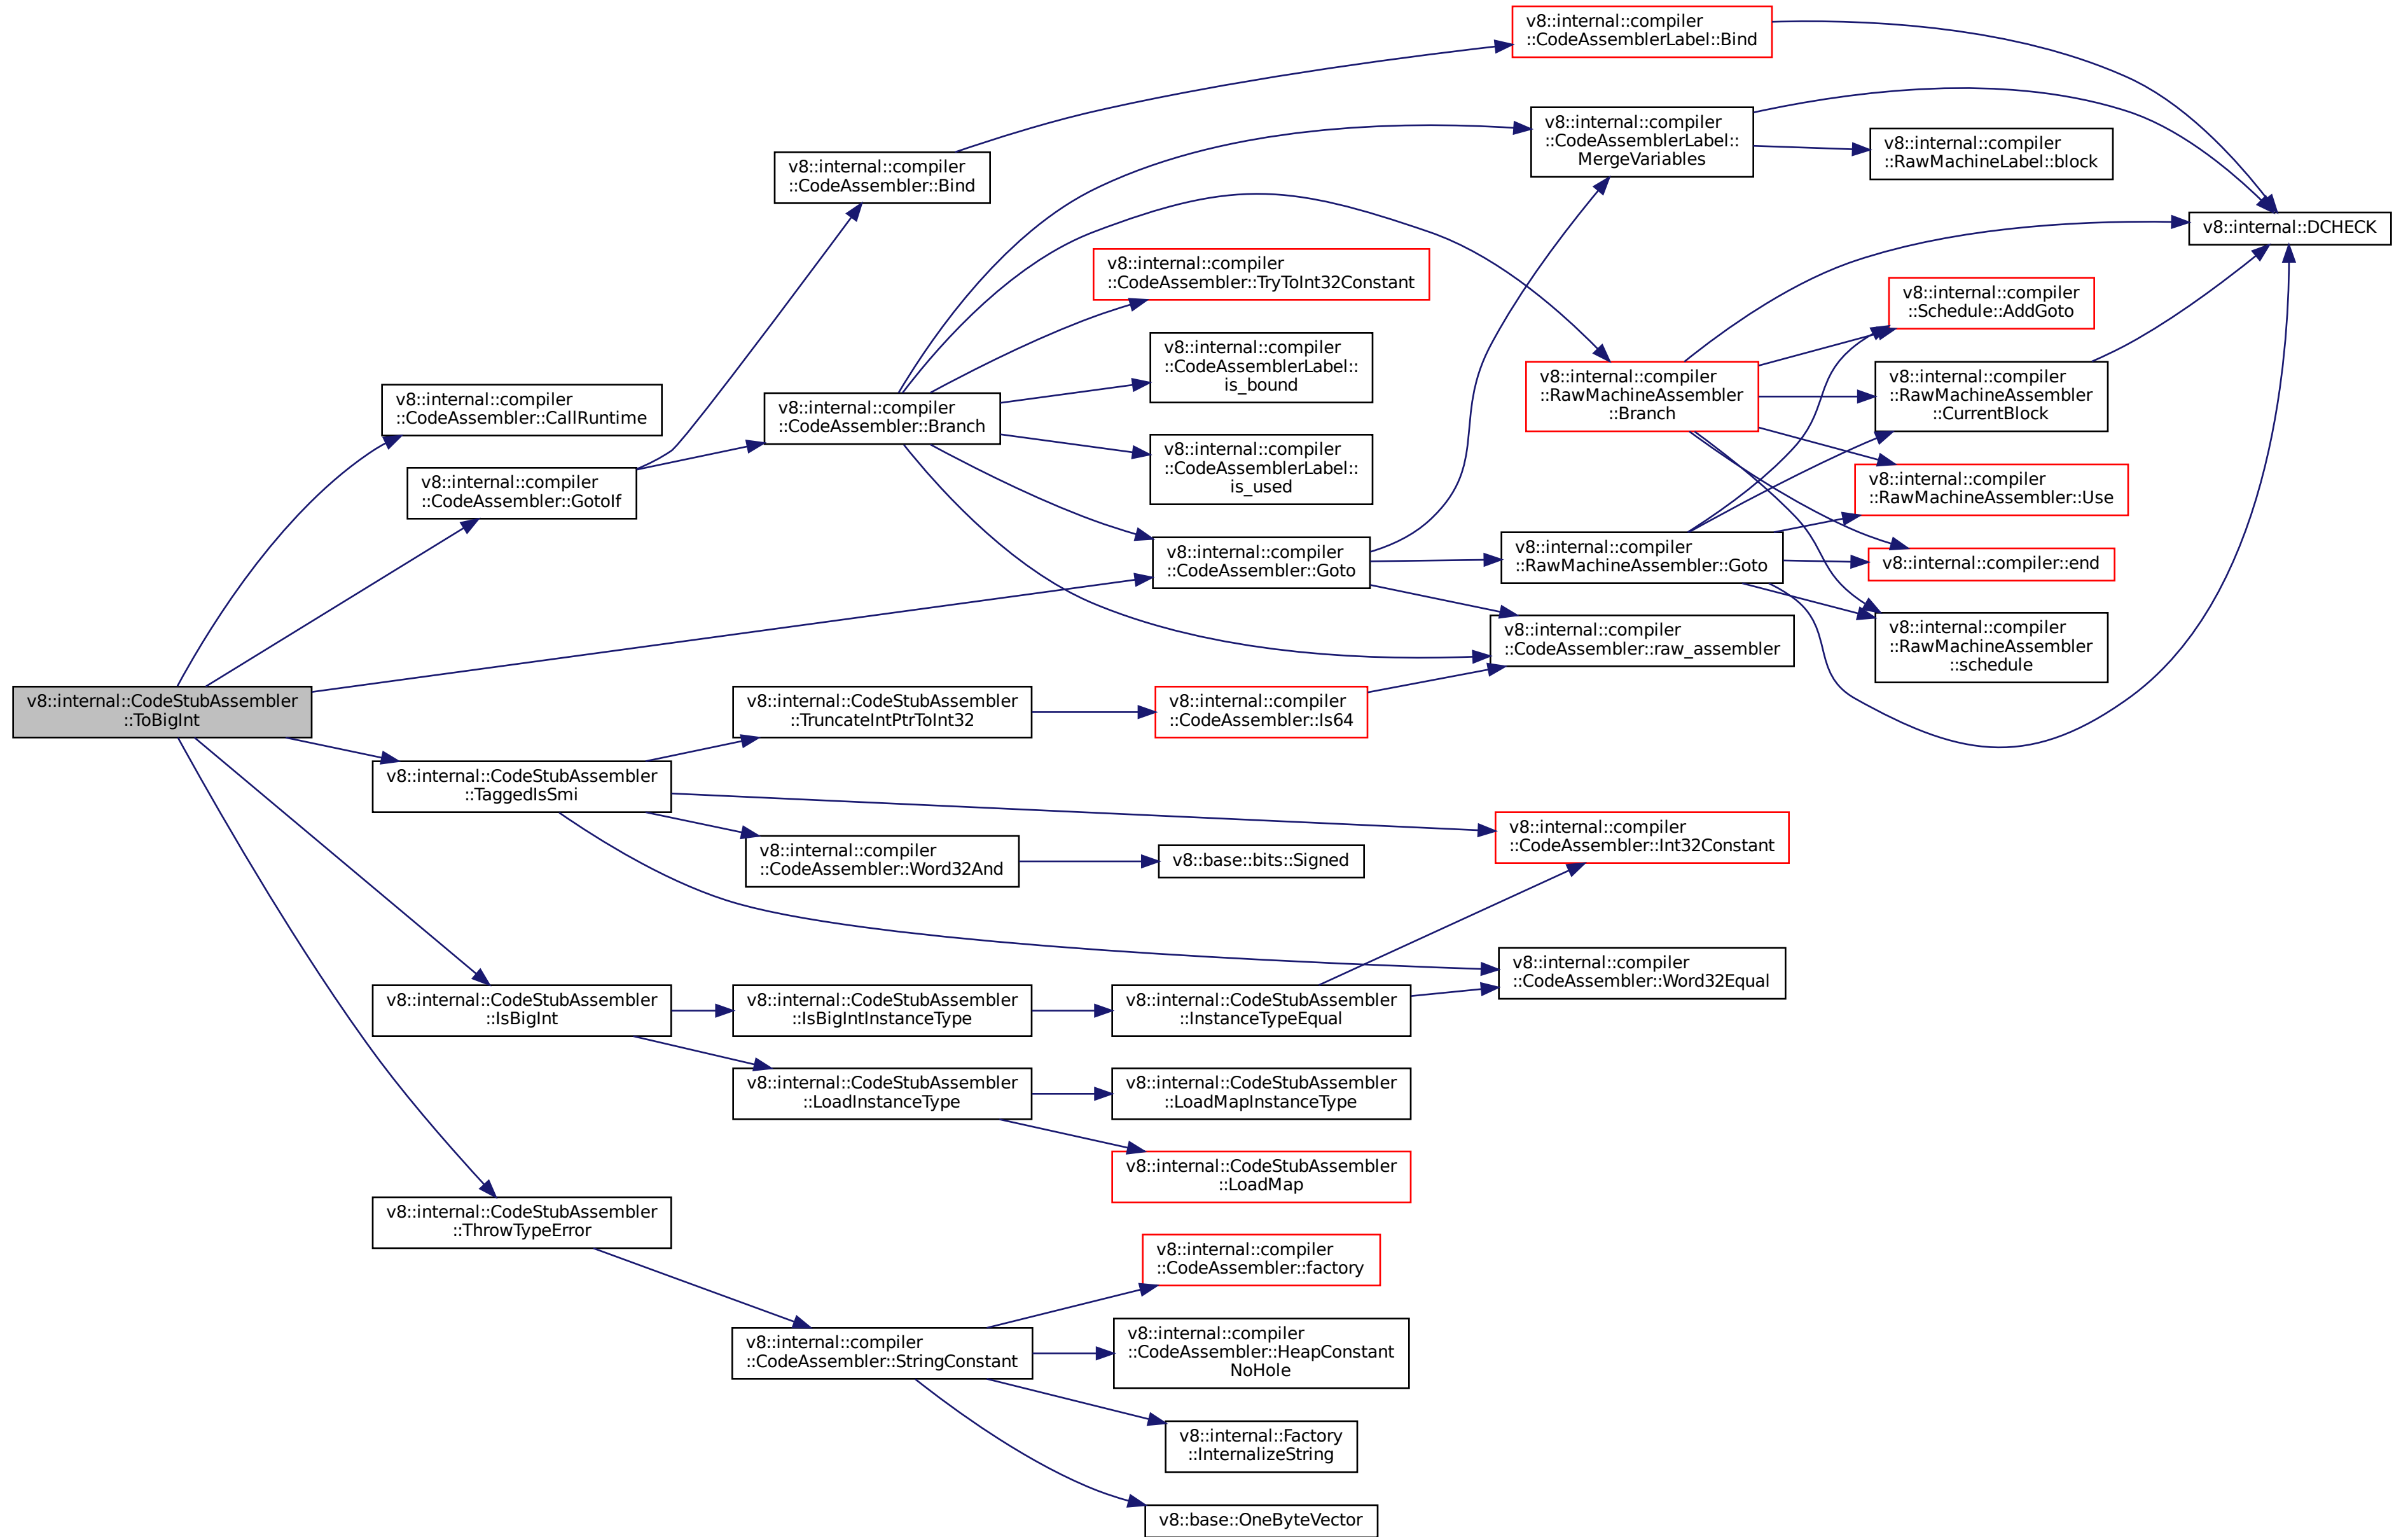 v8::internal::CodeStubAssembler
::ToBigInt
v8::internal::compiler
::CodeAssembler::CallRuntime
v8::internal::compiler
::CodeAssembler::GotoIf
v8::internal::CodeStubAssembler
::TaggedIsSmi
v8::internal::CodeStubAssembler
::IsBigInt
v8::internal::CodeStubAssembler
::ThrowTypeError
v8::internal::compiler
::CodeAssembler::Bind
v8::internal::compiler
::CodeAssembler::Branch
v8::internal::CodeStubAssembler
::TruncateIntPtrToInt32
v8::internal::compiler
::CodeAssembler::Word32And
v8::internal::CodeStubAssembler
::IsBigIntInstanceType
v8::internal::CodeStubAssembler
::LoadInstanceType
v8::internal::compiler
::CodeAssembler::StringConstant
v8::internal::compiler
::CodeAssembler::TryToInt32Constant
v8::internal::compiler
::CodeAssemblerLabel::
is_bound
v8::internal::compiler
::CodeAssemblerLabel::
is_used
v8::internal::compiler
::CodeAssembler::Goto
v8::internal::compiler
::CodeAssembler::Is64
v8::base::bits::Signed
v8::internal::CodeStubAssembler
::InstanceTypeEqual
v8::internal::CodeStubAssembler
::LoadMapInstanceType
v8::internal::CodeStubAssembler
::LoadMap
v8::internal::compiler
::CodeAssembler::factory
v8::internal::compiler
::CodeAssembler::HeapConstant
NoHole
v8::internal::Factory
::InternalizeString
v8::base::OneByteVector
v8::internal::compiler
::CodeAssemblerLabel::Bind
v8::internal::compiler
::CodeAssemblerLabel::
MergeVariables
v8::internal::compiler
::RawMachineAssembler
::Branch
v8::internal::compiler
::RawMachineAssembler::Goto
v8::internal::compiler
::CodeAssembler::raw_assembler
v8::internal::compiler
::CodeAssembler::Int32Constant
v8::internal::compiler
::CodeAssembler::Word32Equal
v8::internal::compiler
::RawMachineLabel::block
v8::internal::compiler
::Schedule::AddGoto
v8::internal::compiler
::RawMachineAssembler
::CurrentBlock
v8::internal::compiler
::RawMachineAssembler::Use
v8::internal::compiler::end
v8::internal::compiler
::RawMachineAssembler
::schedule
v8::internal::DCHECK